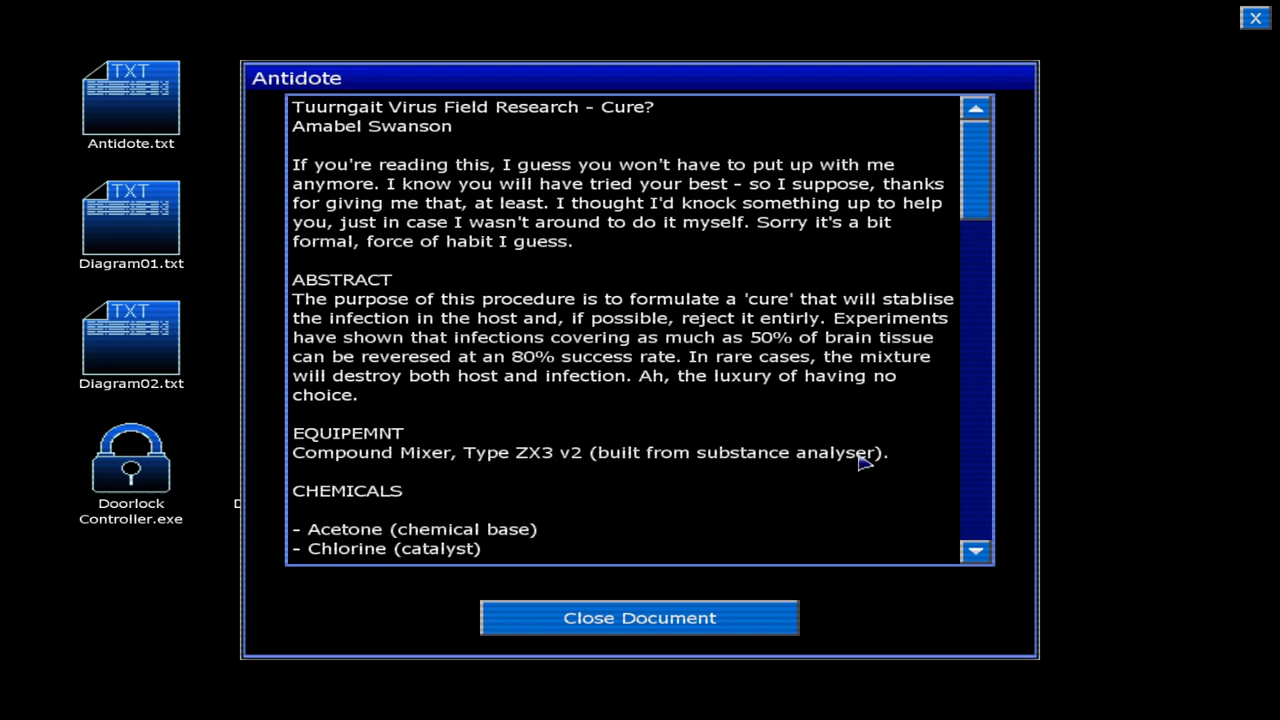 X
TXT
Antidote.txt
TXT
Diagram01.txt
TXT
Diagram02.txt
Doorlock
Controller.exe
D
Antidote
Tuurngait Virus Field Research - Cure?
Amabel Swanson
If you're reading this, I guess you won't have to put up with me
anymore. I know you will have tried your best - so I suppose, thanks
for giving me that, at least. I thought I'd knock something up to help
you, just in case I wasn't around to do it myself. Sorry it's a bit
formal, force of habit I guess.
ABSTRACT
The purpose of this procedure is to formulate a 'cure' that will stablise
the infection in the host and, if possible, reject it entirly. Experiments
have shown that infections covering as much as 50% of brain tissue
can be reveresed at an 80% success rate. In rare cases, the mixture
will destroy both host and infection. Ah, the luxury of having no
choice.
EQUIPEMNT
Compound Mixer, Type ZX3 v2 (built from substance analyser).
CHEMICALS
- Acetone (chemical base)
- Chlorine (catalyst)
Close Document